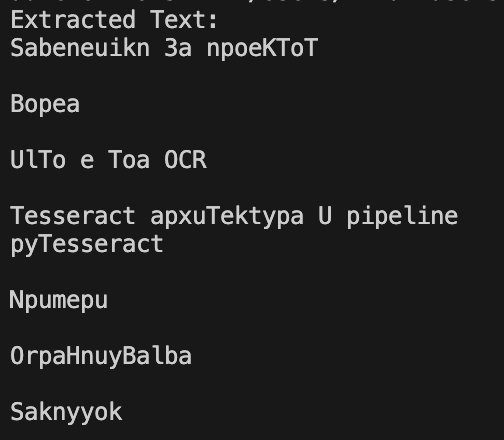 Extracted Text:
Sabeneuikn 3a npoeKToT
Bopea
UlTo e Toa OCR
Tesseract apxuTektypa U pipeline
pyTesseract
Npumepu
OrpaHnuyBalba
Saknyyok